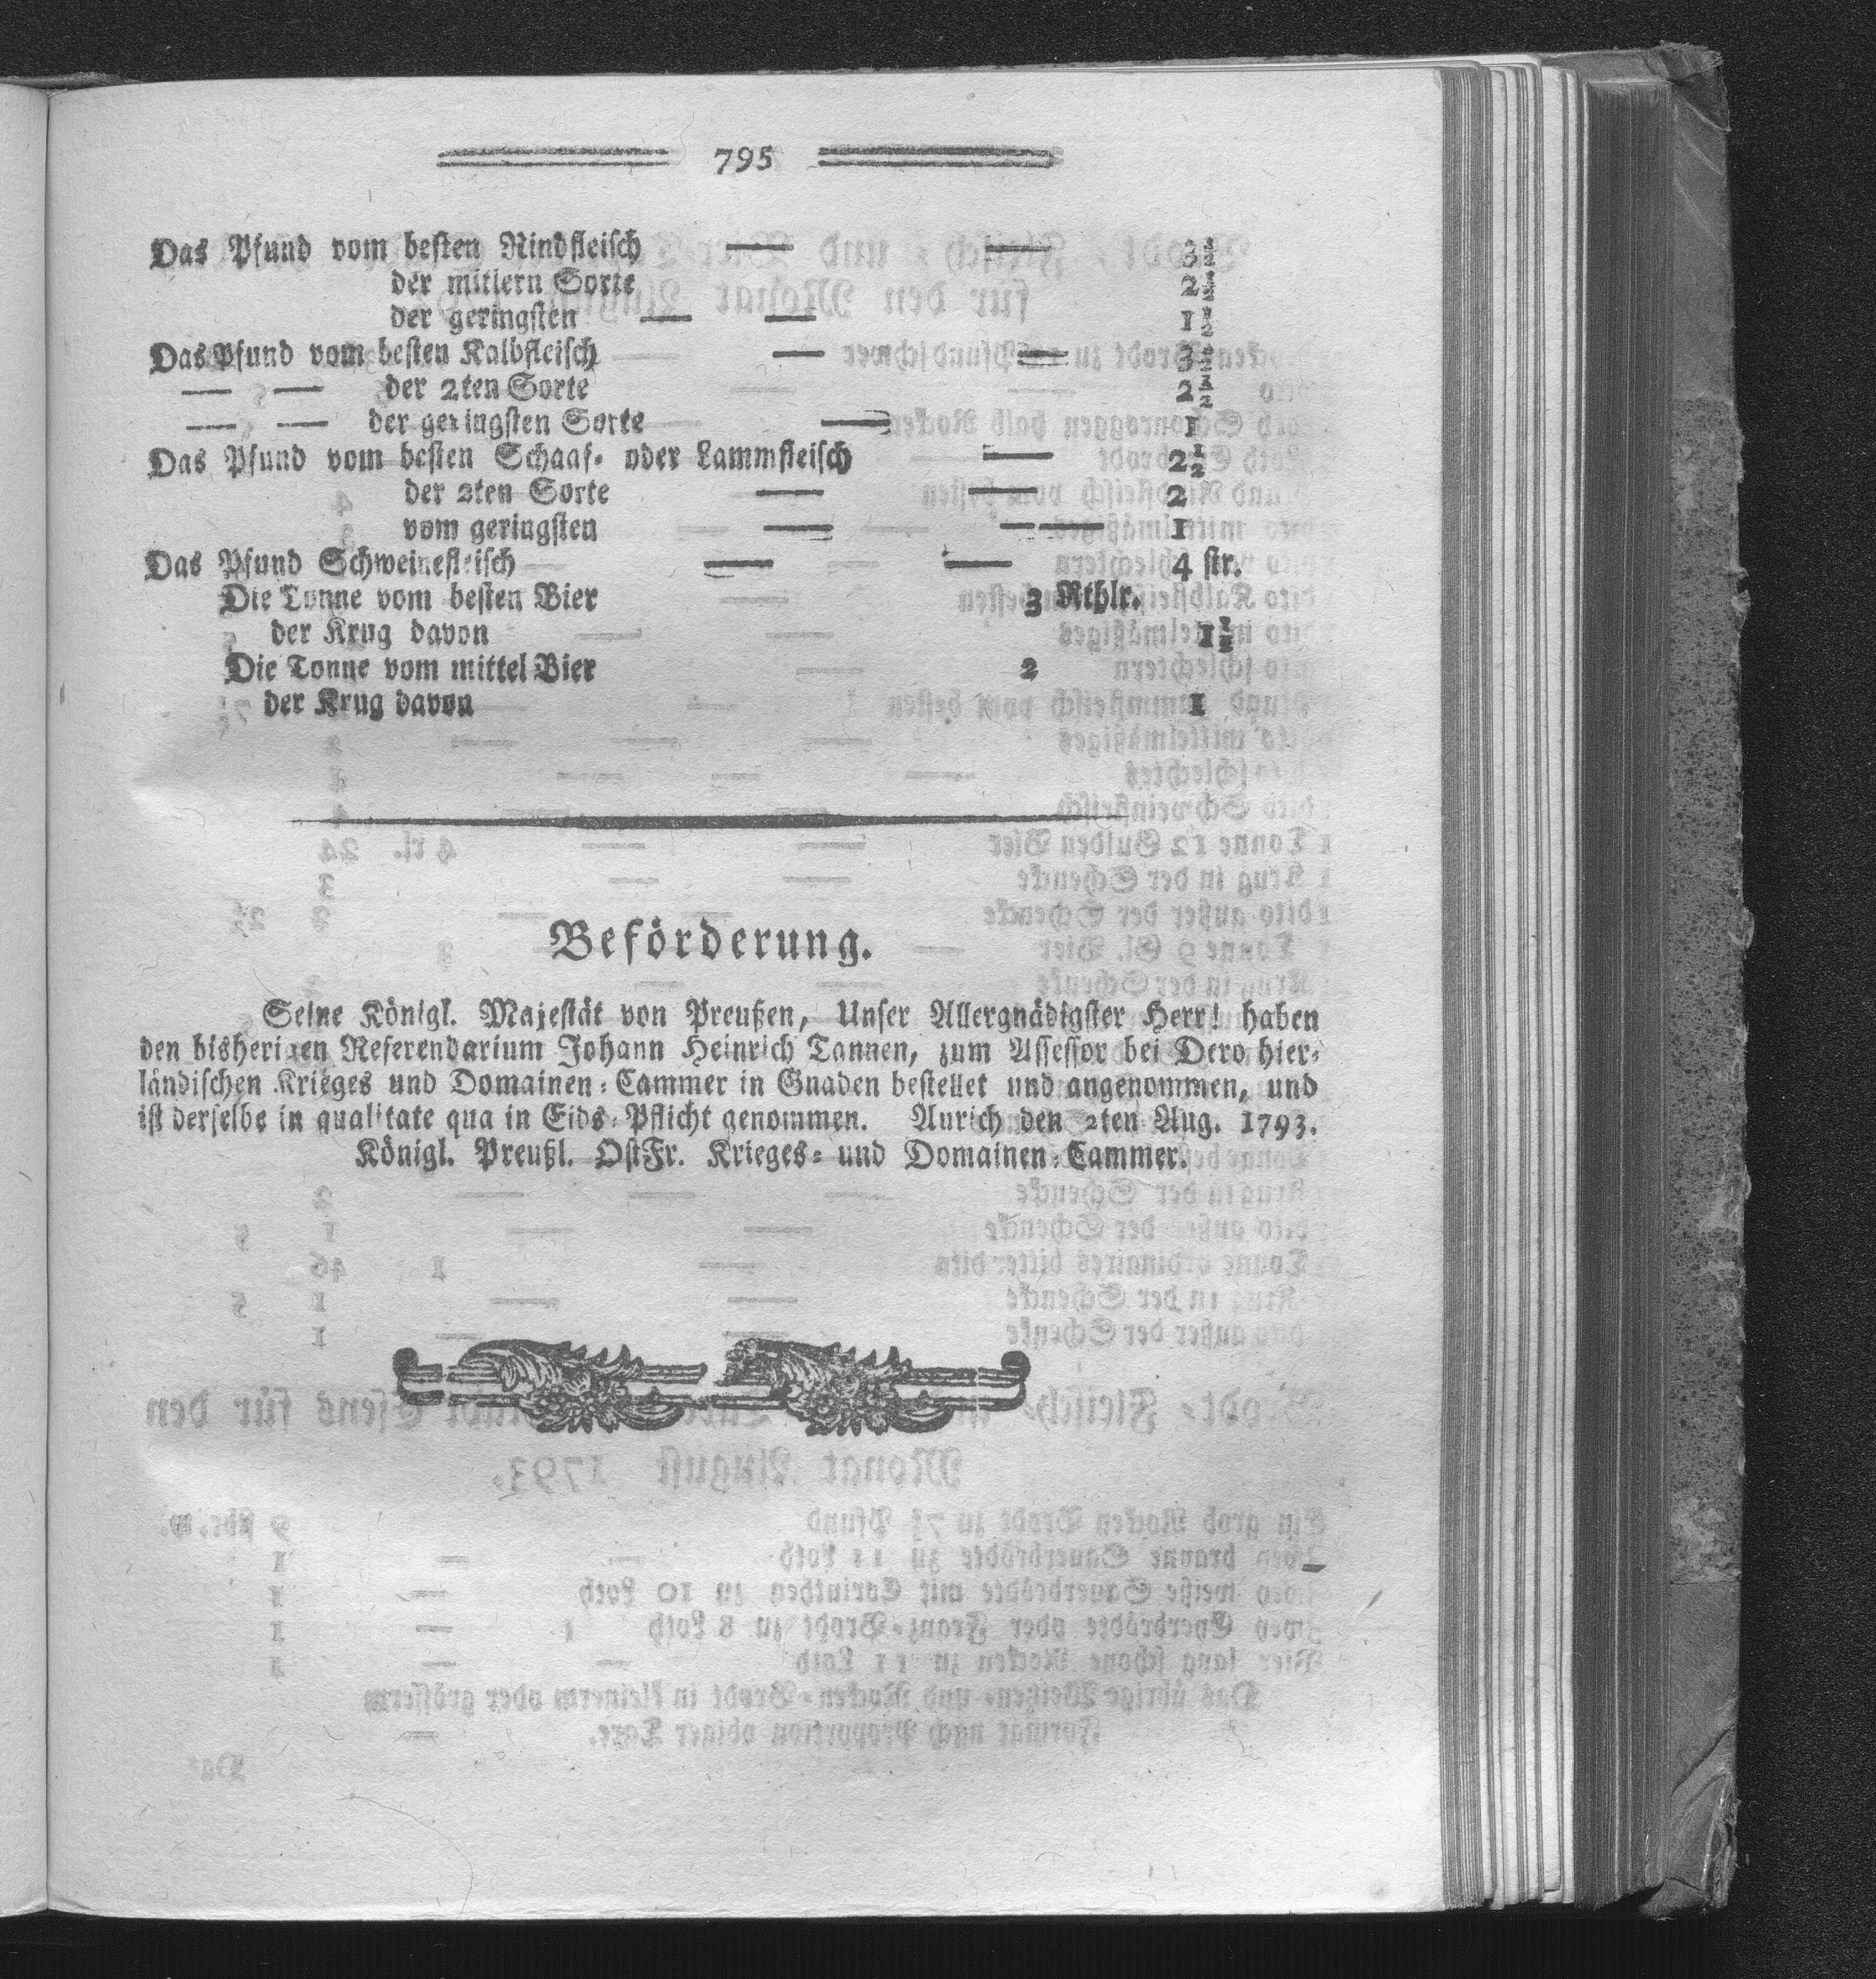 795
Das Pfund vom besten Rindfleisch — — 3½
der mitlern Sorte 2½
der geringsten — — 1½
Das Pfund vom besten Kalbfleisch — — 3½
— — der 2ten Sorte 2½
— — der geringsten Sorte — 1
Das Pfund vom besten Schaaf- oder Lammfleisch — 2½
der 2ten Sorte — — 2
vom geringsten — — 1
Das Pfund Schweinefleisch — — 4 str.
Die Tonne vom besten Bier 3 Rthlr.
der Krug davon 1½
Die Tonne vom mittel Bier 2
der Krug davon 1
Beförderung.
Seine Königl. Majestät von Preußen, Unser Allergnädigster Herr! haben
den bisherigen Referendarium Johann Heinrich Tannen, zum Assessor bei Dero hier-
ländischen Krieges und Domainen-Cammer in Gnaden bestellet und angenommen, und
ist derselbe in qualitate qua in Eids-Pflicht genommen. Aurich den 2ten Aug. 1793.
Königl. Preußl. OstFr. Krieges- und Domainen-Cammer.